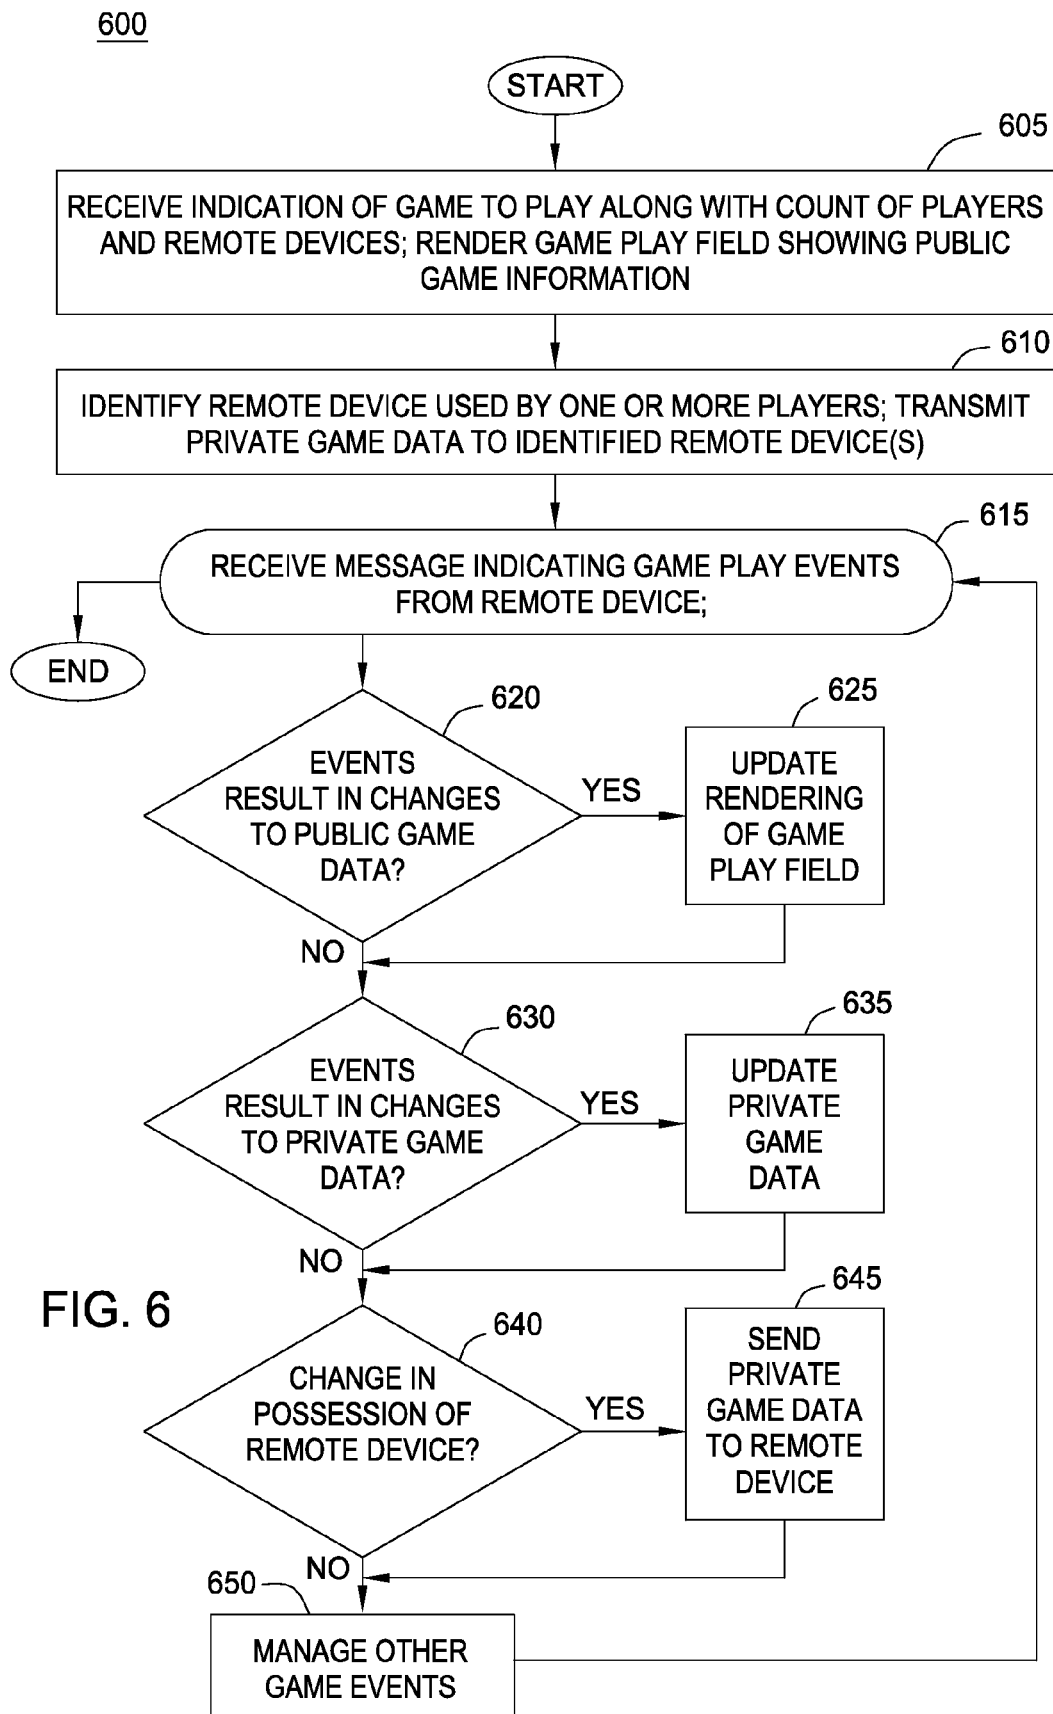 600
START
605
RECEIVE INDICATION OF GAME TO PLAY ALONG WITH COUNT OF PLAYERS
AND REMOTE DEVICES; RENDER GAME PLAY FIELD SHOWING PUBLIC
GAME INFORMATION
610
IDENTIFY REMOTE DEVICE USED BY ONE OR MORE PLAYERS; TRANSMIT
PRIVATE GAME DATA TO IDENTIFIED REMOTE DEVICE(S)
615
RECEIVE MESSAGE INDICATING GAME PLAY EVENTS
FROM REMOTE DEVICE;
END
620
EVENTS
RESULT IN CHANGES
TO PUBLIC GAME
DATA?
YES
625
UPDATE
RENDERING
OF GAME
PLAY FIELD
NO
630
EVENTS
RESULT IN CHANGES
TO PRIVATE GAME
DATA?
YES
635
UPDATE
PRIVATE
GAME
DATA
NO
FIG. 6
640
CHANGE IN
POSSESSION OF
REMOTE DEVICE?
YES
645
SEND
PRIVATE
GAME DATA
TO REMOTE
DEVICE
NO
650
MANAGE OTHER
GAME EVENTS